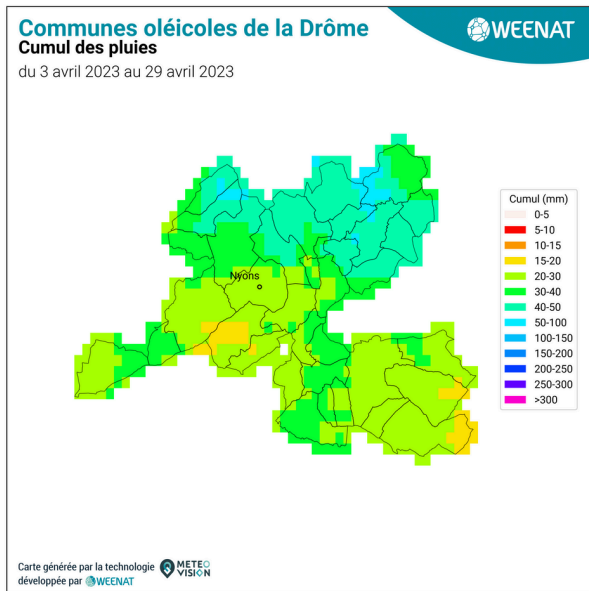 Communes oléicoles de la Drôme
Cumul des pluies
du 3 avril 2023 au 29 avril 2023
WEENAT
Nyons
Cumul (mm)
0-5
5-10
10-15
15-20
20-30
30-40
40-50
50-100
100-150
150-200
200-250
250-300
>300
Carte générée par la technologie
développée par WEENAT
METEO
VISION